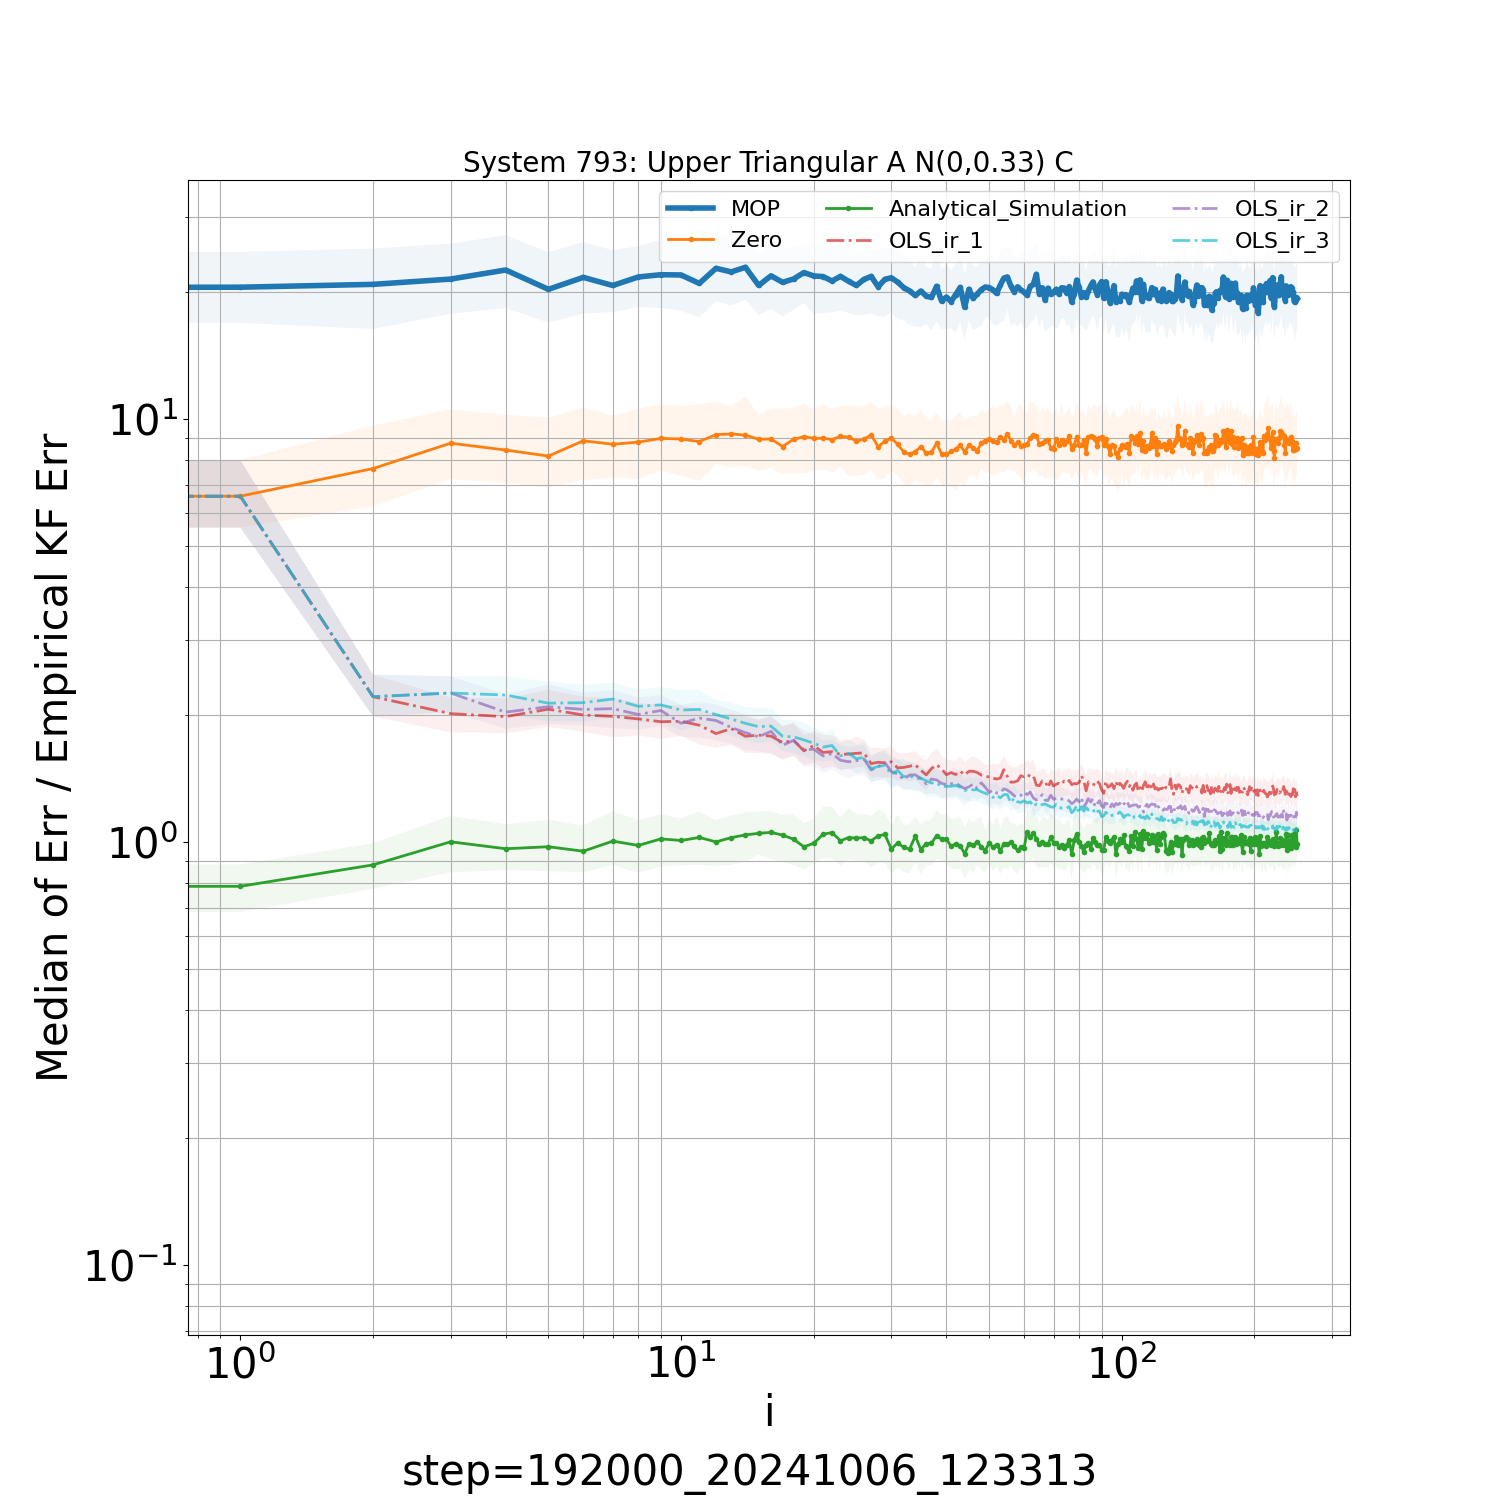 System 793: Upper Triangular A N(0,0.33) C
MOP
Zero
Analytical_Simulation
OLS_ir_1
OLS_ir_2
OLS_ir_3
Median of Err / Empirical KF Err
10¹
10⁰
10⁻¹
10⁰
10¹
10²
i
step=192000_20241006_123313